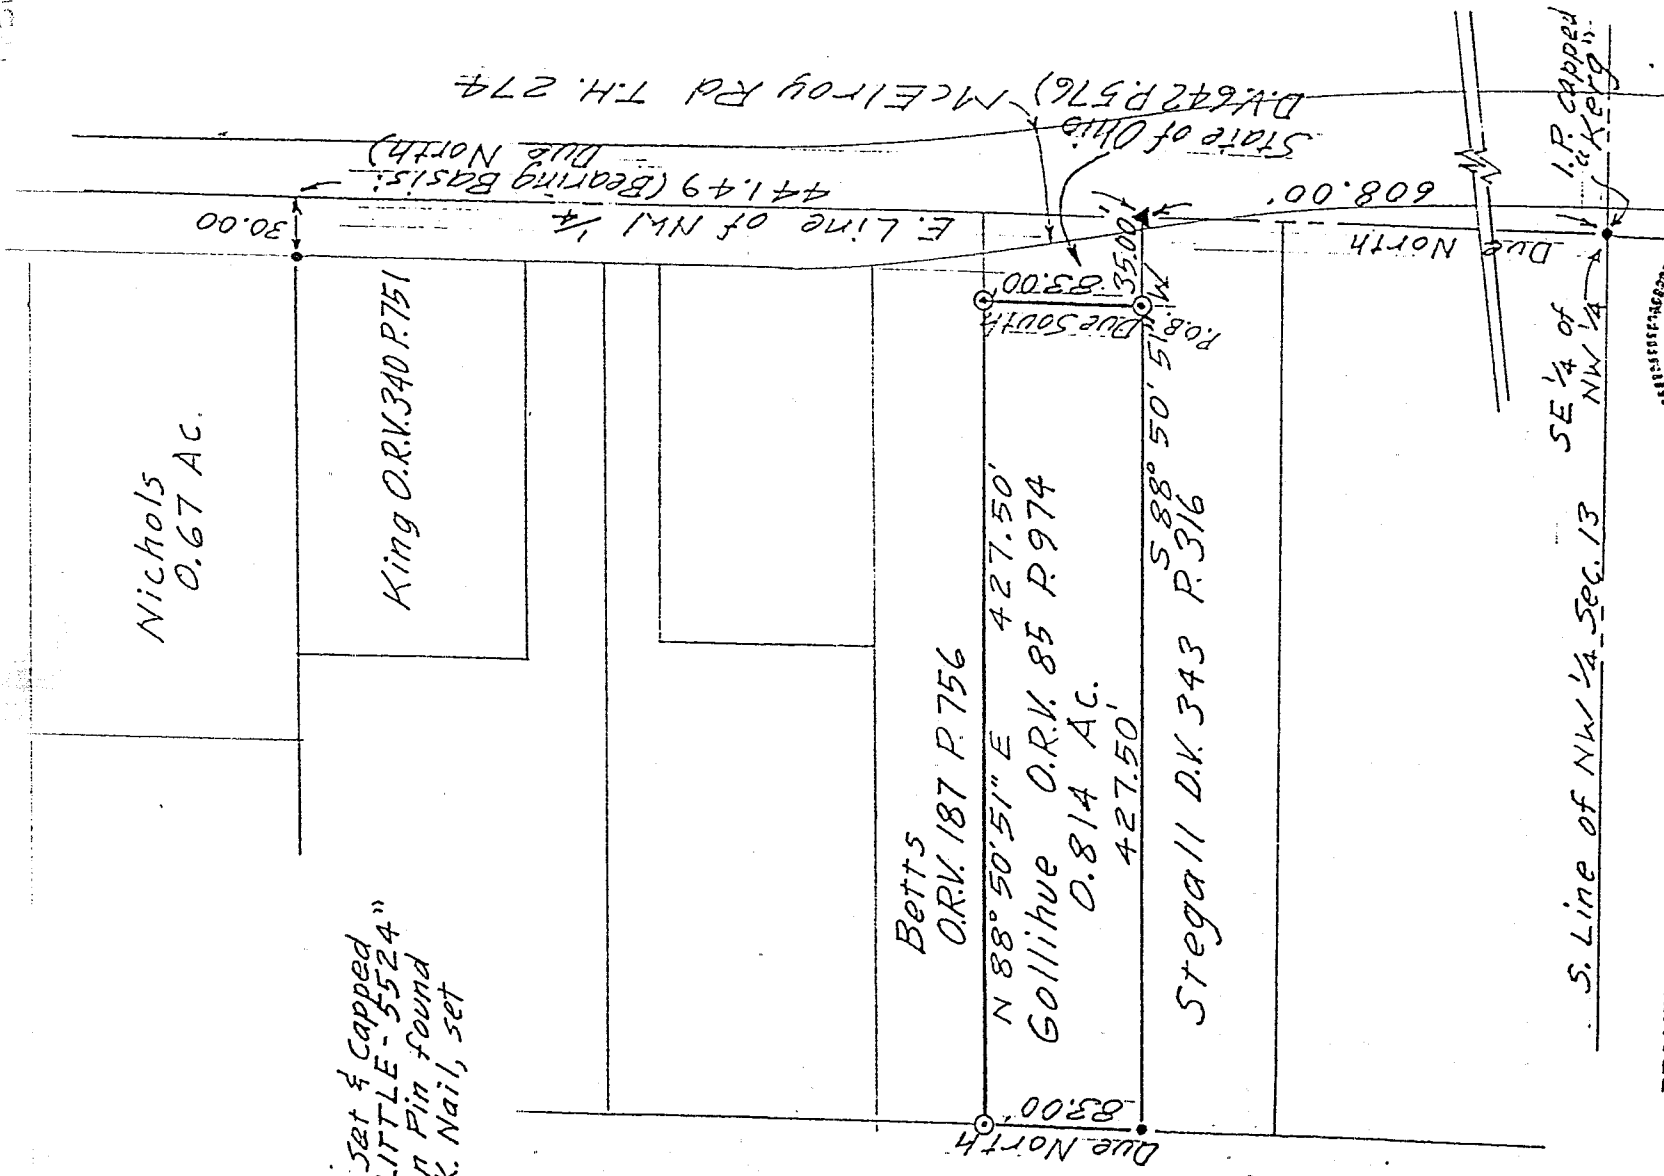 Nichols
0.67 Ac.
King O.R.V. 340 P. 751
30.00
441.49 (Bearing Basis:
Due North)
E. Line of NW 1/4
McElroy Rd T.H. 274
State of Ohio
D.V. 642 P. 576)
35.00'
83.00'
Due South
P.O.B.
S 88° 50' 51" W
427.50'
Due North
608.00'
I.P. capped
"Kerg".
SE 1/4 of
NW 1/4
S. Line of NW 1/4 Sec. 13
Betts
O.R.V. 187 P. 756
N 88° 50' 51" E 427.50'
Gollihue O.R.V. 85 P. 974
0.814 Ac.
Stegall D.V. 343 P. 316
Due North
83.00'
Set & Capped
LITTLE - 5524"
Pin found
Nail, set